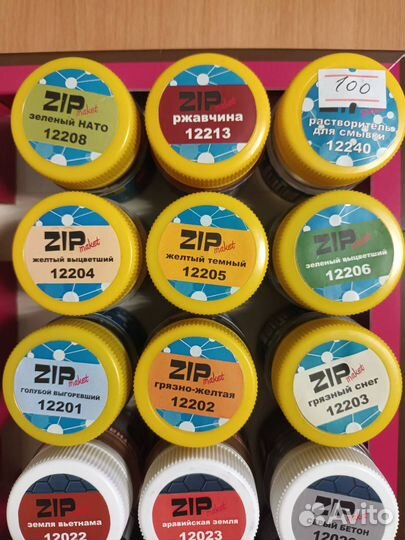 ZIP maket
зеленый НАТО
12208
ZIP maket
ржавчина
12213
100
ZIP maket
растворитель
для смывки
12240
ZIP maket
желтый выцветший
12204
ZIP maket
желтый темный
12205
ZIP maket
зеленый выцветший
12206
ZIP maket
голубой выгоревший
12201
ZIP maket
грязно-желтая
12202
ZIP maket
грязный снег
12203
ZIP maket
земля вьетнама
12022
ZIP maket
аравийская земля
12023
ZIP maket
БЕТОН
Avito